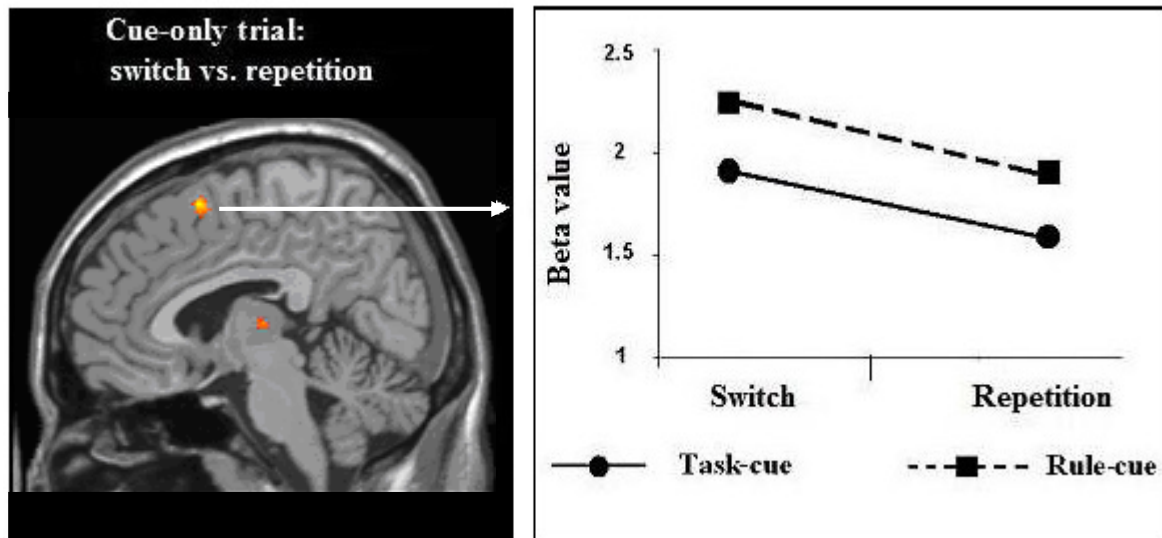 Cue-only trial:
switch vs. repetition
2.5
2
1.5
1
Beta value
Switch Repetition
Task-cue Rule-cue